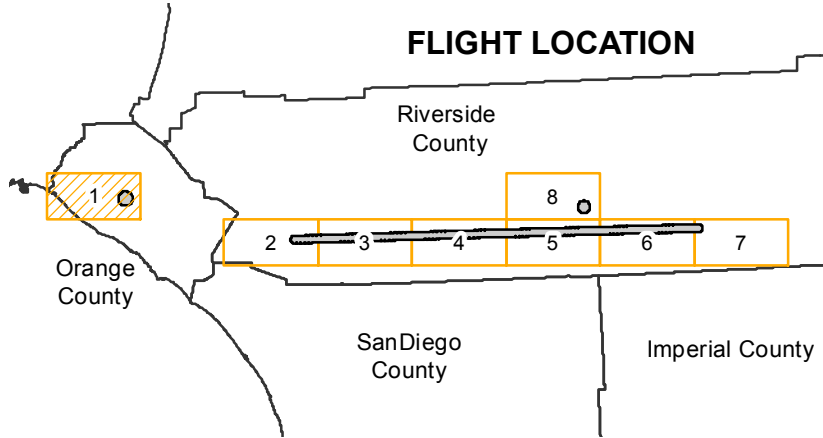 FLIGHT LOCATION
Riverside
County
1
8
2
3
4
5
6
7
Orange
County
SanDiego
County
Imperial County